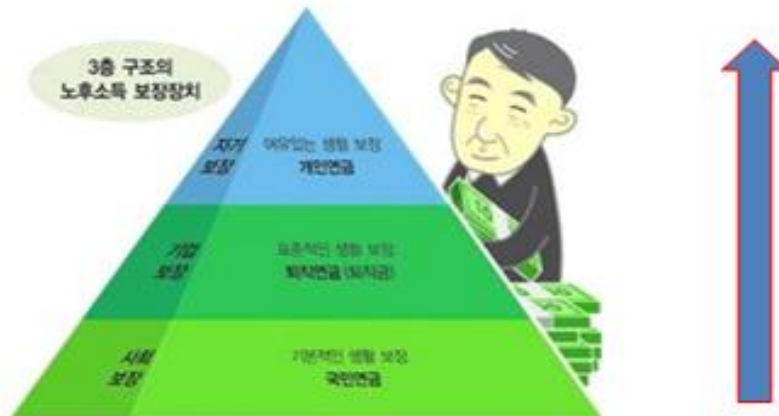 3층 구조의
노후소득 보장장치
자기
보장
여유있는 생활 보장
개인연금
기업
보장
표준적인 생활 보장
퇴직연금 (퇴직금)
사회
보장
기본적인 생활 보장
국민연금